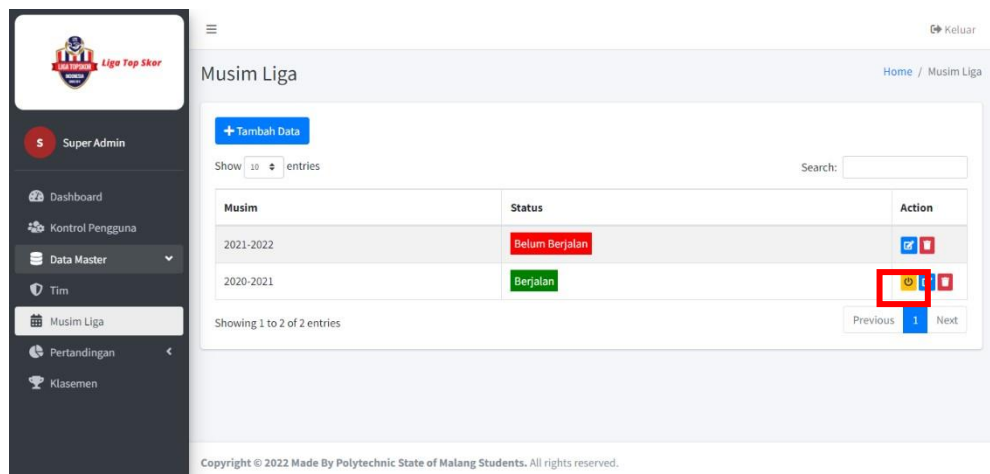 LIGA TOPSKOR
INDONESIA
Liga Top Skor
Keluar
Musim Liga
Home / Musim Liga
S Super Admin
Tambah Data
Show 10 entries
Search:
Dashboard
Kontrol Pengguna
Data Master
Tim
Musim Liga
Pertandingan
Klasemen
Musim Status Action
2021-2022 Belum Berjalan
2020-2021 Berjalan
Showing 1 to 2 of 2 entries
Previous 1 Next
Copyright © 2022 Made By Polytechnic State of Malang Students. All rights reserved.